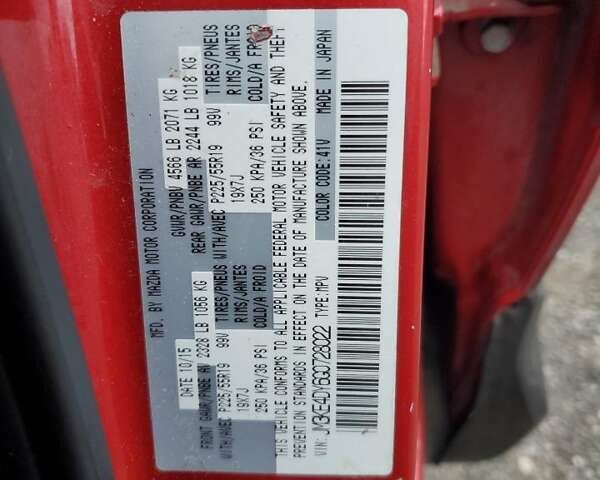 MFD. BY MAZDA MOTOR CORPORATION
DATE 10/15 GVWR/PNBV 4566 LB 2071 KG
FRONT GAWR/PNBE AV 2328 LB 1056 KG REAR GAWR/PNBE AR 2244 LB 1018 KG
WITH/AVEC P225/55R19 99V TIRES/PNEUS WITH/AVEC P225/55R19 99V TIRES/PNEUS
19X7J RIMS/JANTES 19X7J RIMS/JANTES
250 KPA/36 PSI COLD/A FROID 250 KPA/36 PSI COLD/A FROID
THIS VEHICLE CONFORMS TO ALL APPLICABLE FEDERAL MOTOR VEHICLE SAFETY AND THEFT
PREVENTION STANDARDS IN EFFECT ON THE DATE OF MANUFACTURE SHOWN ABOVE.
VIN: JM3KE4DY6G0728022 TYPE:MPV COLOR CODE:41V MADE IN JAPAN